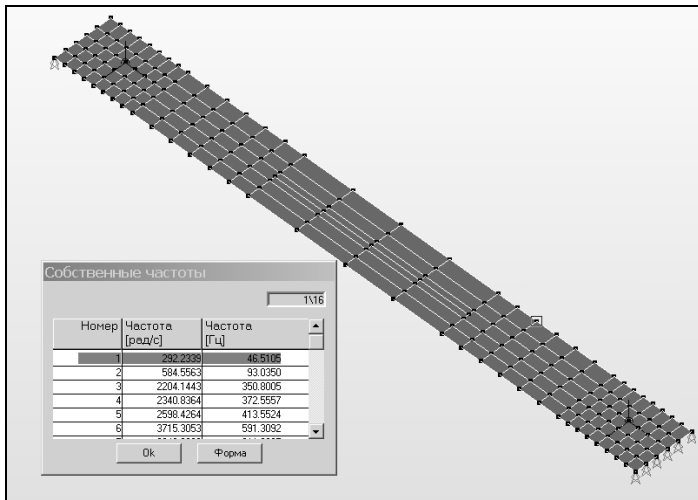 Собственные частоты
1\16
Номер Частота [рад/с] Частота [Гц]
1 292.2339 46.5105
2 584.5563 93.0350
3 2204.1443 350.8005
4 2340.8364 372.5557
5 2598.4264 413.5524
6 3715.3053 591.3092
Ok Форма